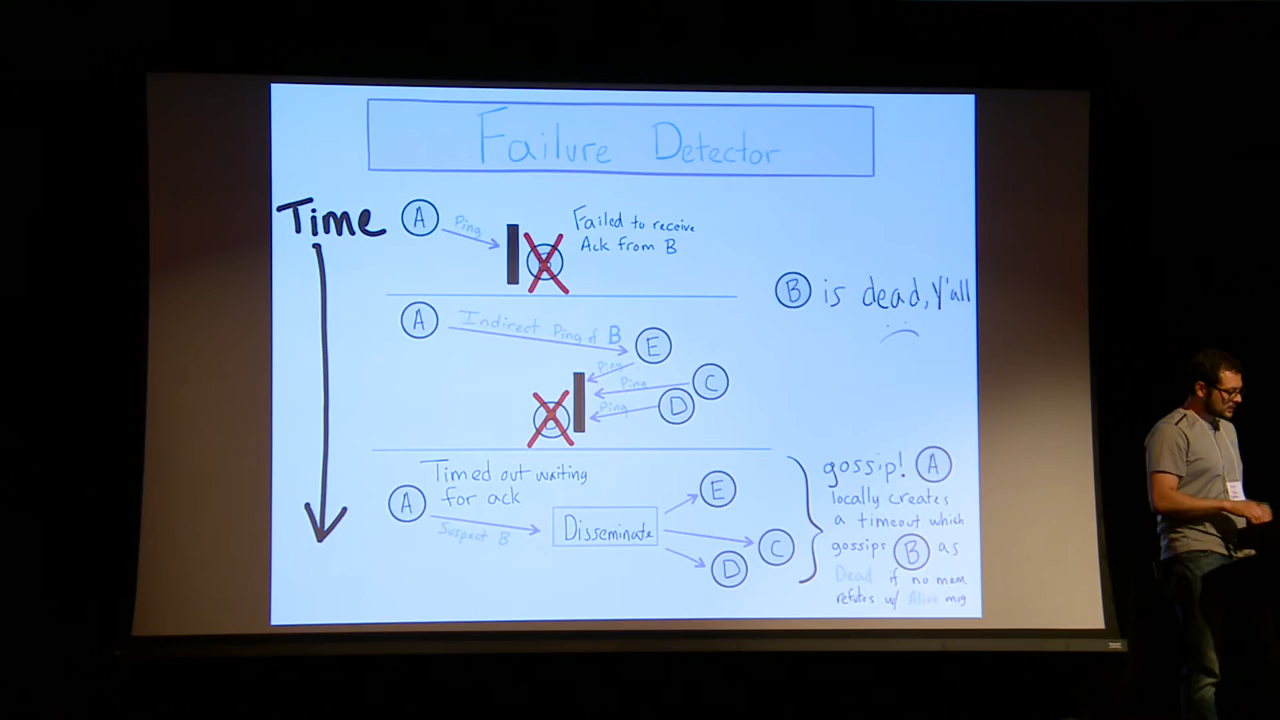 Failure Detector
Time
A
Ping
Failed to receive
Ack from B
B is dead, Y'all
A
Indirect Ping of B
E
Ping
Ping
C
Ping
D
Timed out waiting
for ack
A
Suspect B
Disseminate
E
C
D
gossip! A
locally creates
a timeout which
gossips B as
Dead if no mem
refutes w/ Alive msg